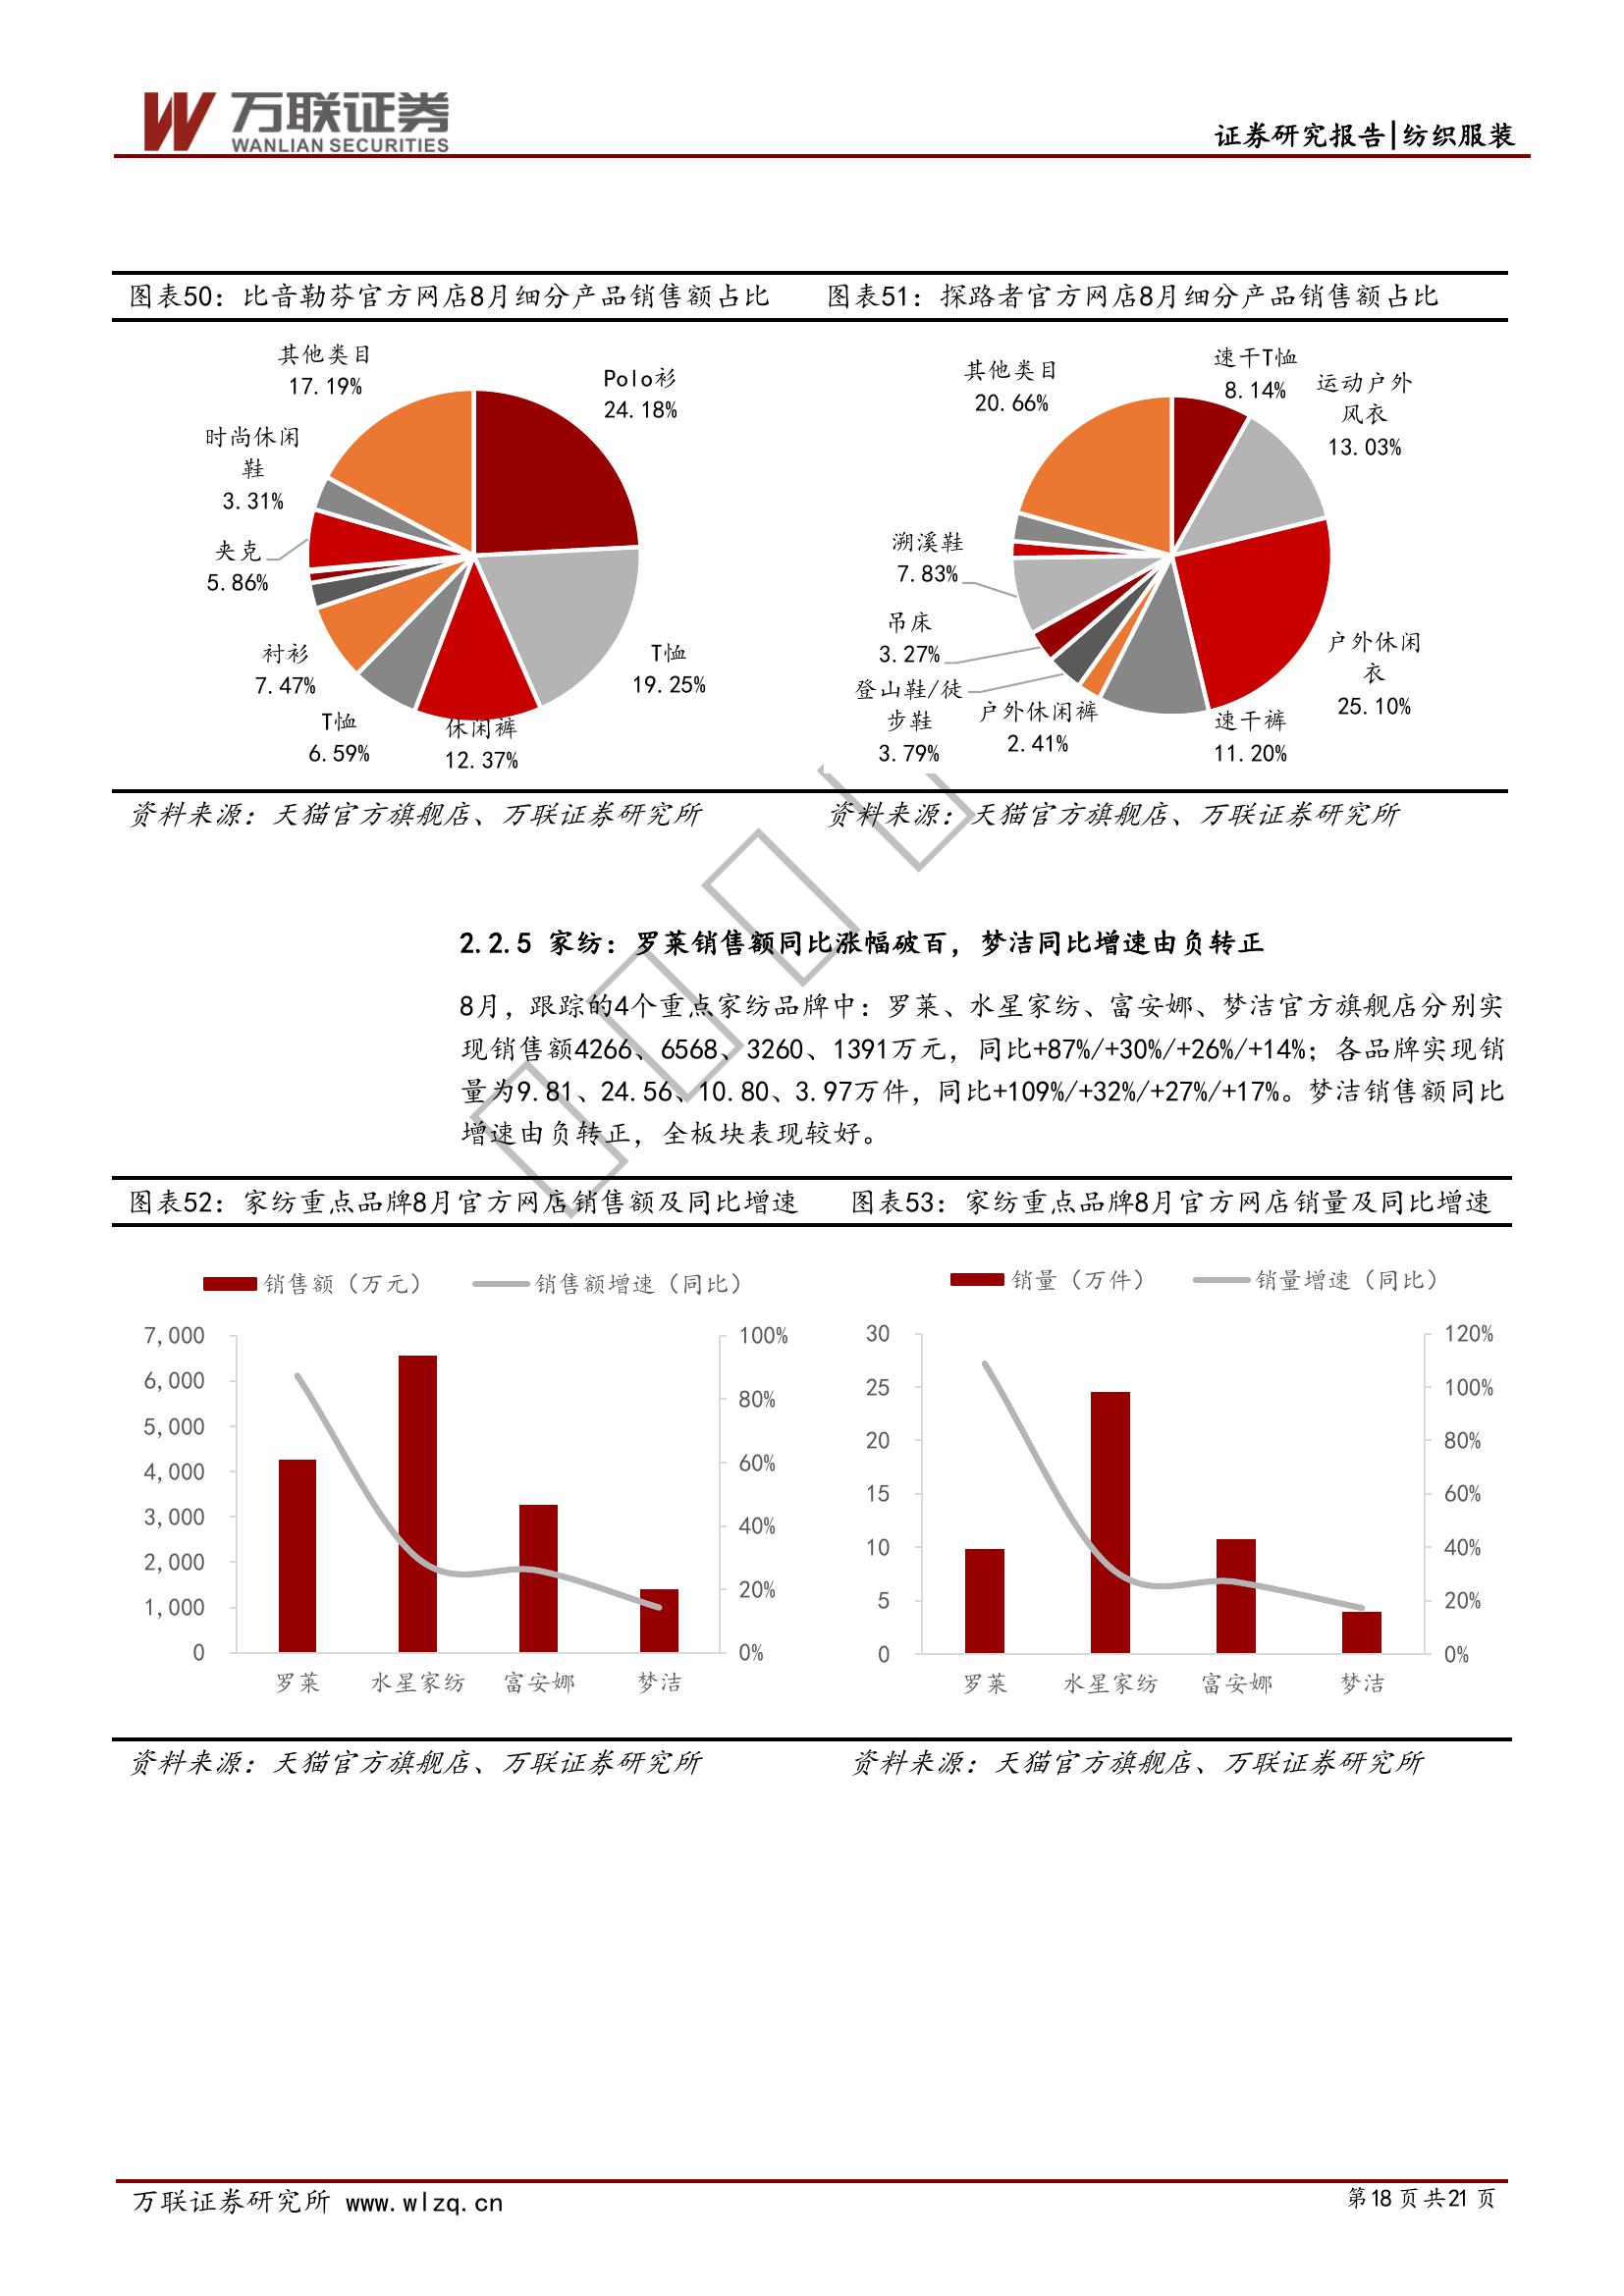 万联证券
WANLIAN SECURITIES
证券研究报告|纺织服装
图表50：比音勒芬官方网店8月细分产品销售额占比
图表51：探路者官方网店8月细分产品销售额占比
其他类目
17.19%
Polo衫
24.18%
时尚休闲
鞋
3.31%
夹克
5.86%
衬衫
7.47%
T恤
6.59%
休闲裤
12.37%
T恤
19.25%
其他类目
20.66%
速干T恤
8.14%
运动户外
风衣
13.03%
溯溪鞋
7.83%
吊床
3.27%
登山鞋/徒
步鞋
3.79%
户外休闲裤
2.41%
速干裤
11.20%
户外休闲
衣
25.10%
资料来源：天猫官方旗舰店、万联证券研究所
资料来源：天猫官方旗舰店、万联证券研究所
2.2.5 家纺：罗莱销售额同比涨幅破百，梦洁同比增速由负转正
8月，跟踪的4个重点家纺品牌中：罗莱、水星家纺、富安娜、梦洁官方旗舰店分别实
现销售额4266、6568、3260、1391万元，同比+87%/+30%/+26%/+14%；各品牌实现销
量为9.81、24.56、10.80、3.97万件，同比+109%/+32%/+27%/+17%。梦洁销售额同比
增速由负转正，全板块表现较好。
图表52：家纺重点品牌8月官方网店销售额及同比增速
图表53：家纺重点品牌8月官方网店销量及同比增速
销售额（万元）
销售额增速（同比）
7,000
6,000
5,000
4,000
3,000
2,000
1,000
0
100%
80%
60%
40%
20%
0%
罗莱
水星家纺
富安娜
梦洁
销量（万件）
销量增速（同比）
30
25
20
15
10
5
0
120%
100%
80%
60%
40%
20%
0%
罗莱
水星家纺
富安娜
梦洁
资料来源：天猫官方旗舰店、万联证券研究所
资料来源：天猫官方旗舰店、万联证券研究所
万联证券研究所 www.wlzq.cn
第18页共21页